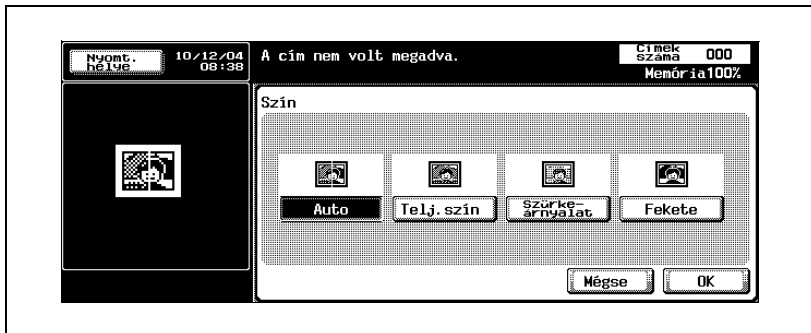 Nyomt.
hélye
10/12/04
08:38
A cím nem volt megadva.
Címek
száma
000
Memória100%
Szín
Auto
Telj.szín
Szürke-
árnyalat
Fekete
Mégse
OK